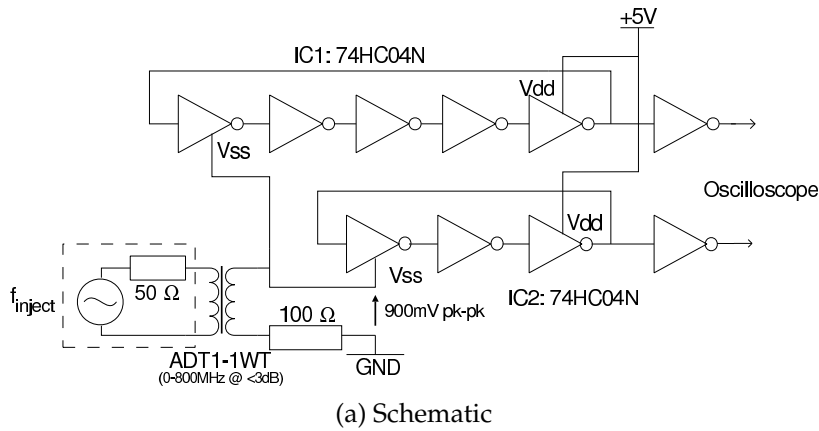 +5V
IC1: 74HC04N
Vdd
Vss
Oscilloscope
Vdd
Vss
f inject
50 Ω
900mV pk-pk
IC2: 74HC04N
100 Ω
ADT1-1WT
(0-800MHz @ <3dB)
GND
(a) Schematic